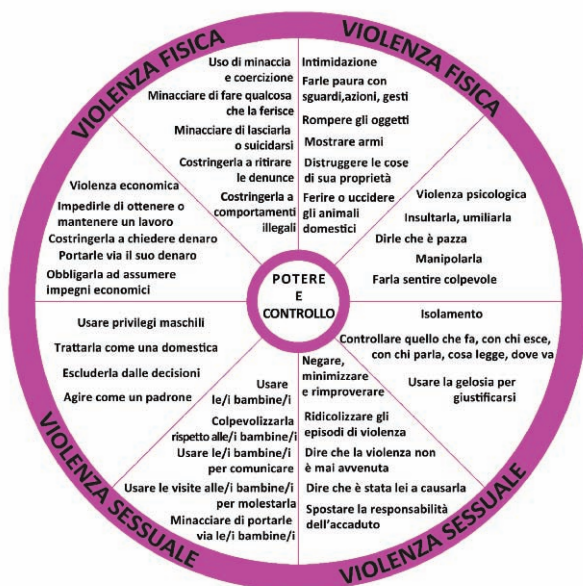 VIOLENZA FISICA
VIOLENZA FISICA
Uso di minaccia
e coercizione
Minacciare di fare qualcosa
che la ferisce
Minacciare di lasciarla
o suicidarsi
Costringerla a ritirare
le denunce
Costringerla a
comportamenti
illegali
Intimidazione
Farle paura con
sguardi,azioni, gesti
Rompere gli oggetti
Mostrare armi
Distruggere le cose
di sua proprietà
Ferire o uccidere
gli animali
domestici
Violenza economica
Impedirle di ottenere o
mantenere un lavoro
Costringerla a chiedere denaro
Portarle via il suo denaro
Obbligarla ad assumere
impegni economici
Violenza psicologica
Insultarla, umiliarla
Dirle che è pazza
Manipolarla
Farla sentire colpevole
POTERE
E
CONTROLLO
Usare privilegi maschili
Trattarla come una domestica
Escluderla dalle decisioni
Agire come un padrone
Isolamento
Controllare quello che fa, con chi esce,
con chi parla, cosa legge, dove va
Usare la gelosia per
giustificarsi
Usare
le/i bambine/i
Colpevolizzarla
rispetto alle/i bambine/i
Usare le/i bambine/i
per comunicare
Usare le visite alle/i bambine/i
per molestarla
Minacciare di portarle
via le/i bambine/i
Negare,
minimizzare
e rimproverare
Ridicolizzare gli
episodi di violenza
Dire che la violenza non
è mai avvenuta
Dire che è stata lei a causarla
Spostare la responsabilità
dell'accaduto
VIOLENZA SESSUALE
VIOLENZA SESSUALE